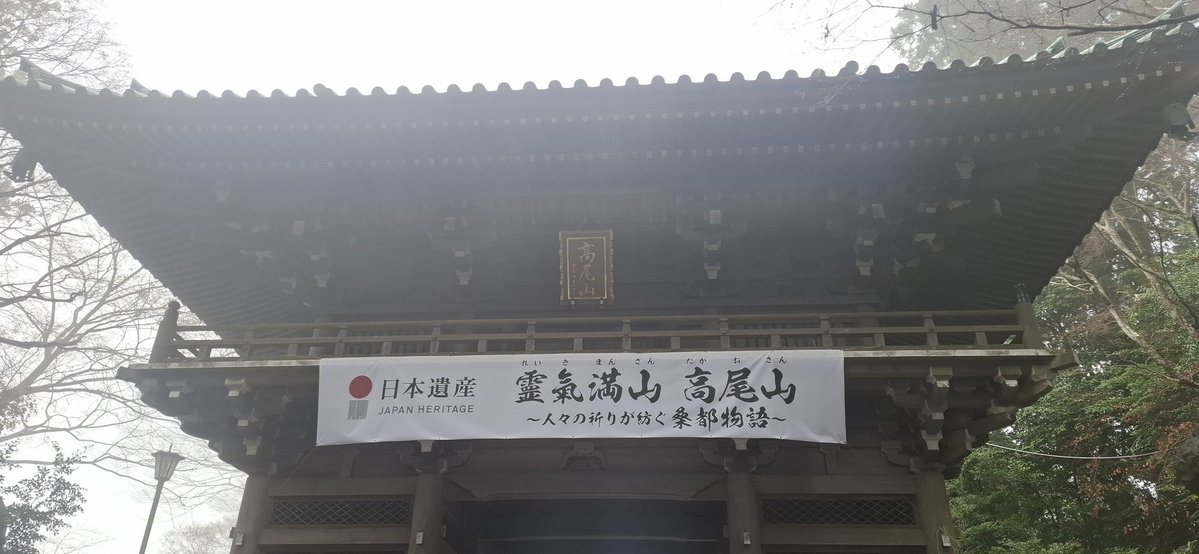 高尾山
日本遺産
JAPAN HERITAGE
れい き まん さん たか お さん
霊氣満山 高尾山
~人々の祈りが紡ぐ 桑都物語~